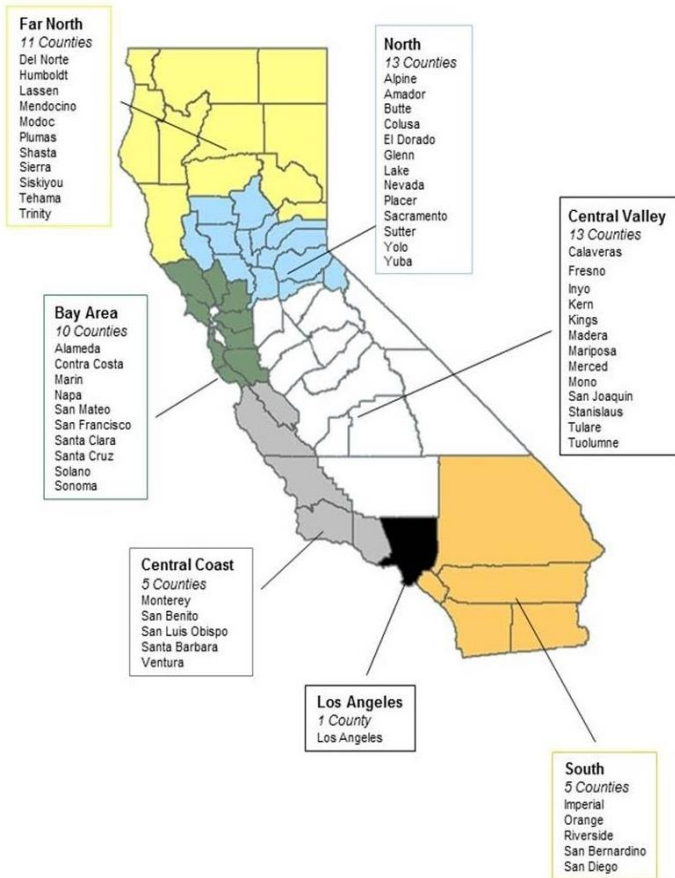 Far North
11 Counties
Del Norte
Humboldt
Lassen
Mendocino
Modoc
Plumas
Shasta
Sierra
Siskiyou
Tehama
Trinity
North
13 Counties
Alpine
Amador
Butte
Colusa
El Dorado
Glenn
Lake
Nevada
Placer
Sacramento
Sutter
Yolo
Yuba
Central Valley
13 Counties
Calaveras
Fresno
Inyo
Kern
Kings
Madera
Mariposa
Merced
Mono
San Joaquin
Stanislaus
Tulare
Tuolumne
Bay Area
10 Counties
Alameda
Contra Costa
Marin
Napa
San Mateo
San Francisco
Santa Clara
Santa Cruz
Solano
Sonoma
Central Coast
5 Counties
Monterey
San Benito
San Luis Obispo
Santa Barbara
Ventura
Los Angeles
1 County
Los Angeles
South
5 Counties
Imperial
Orange
Riverside
San Bernardino
San Diego